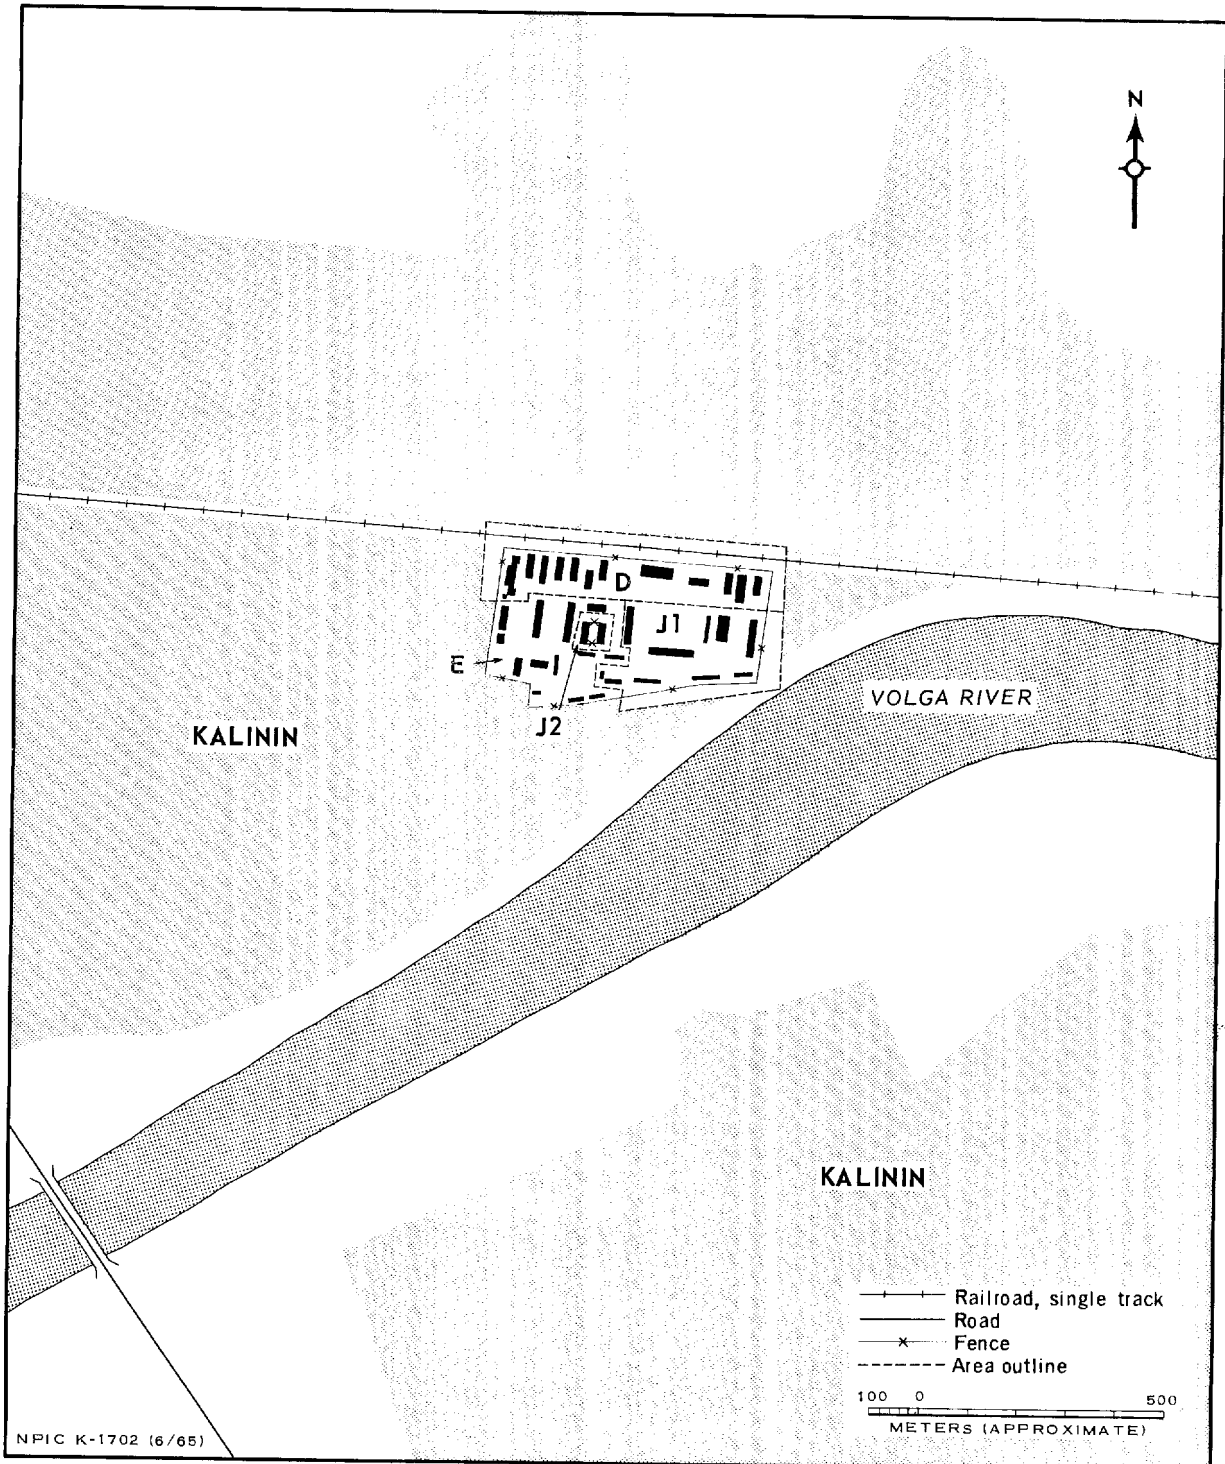 N
D
J1
E
J2
VOLGA RIVER
KALININ
KALININ
Railroad, single track
Road
Fence
Area outline
100 0 500
METERS (APPROXIMATE)
NPIC K-1702 (6/65)